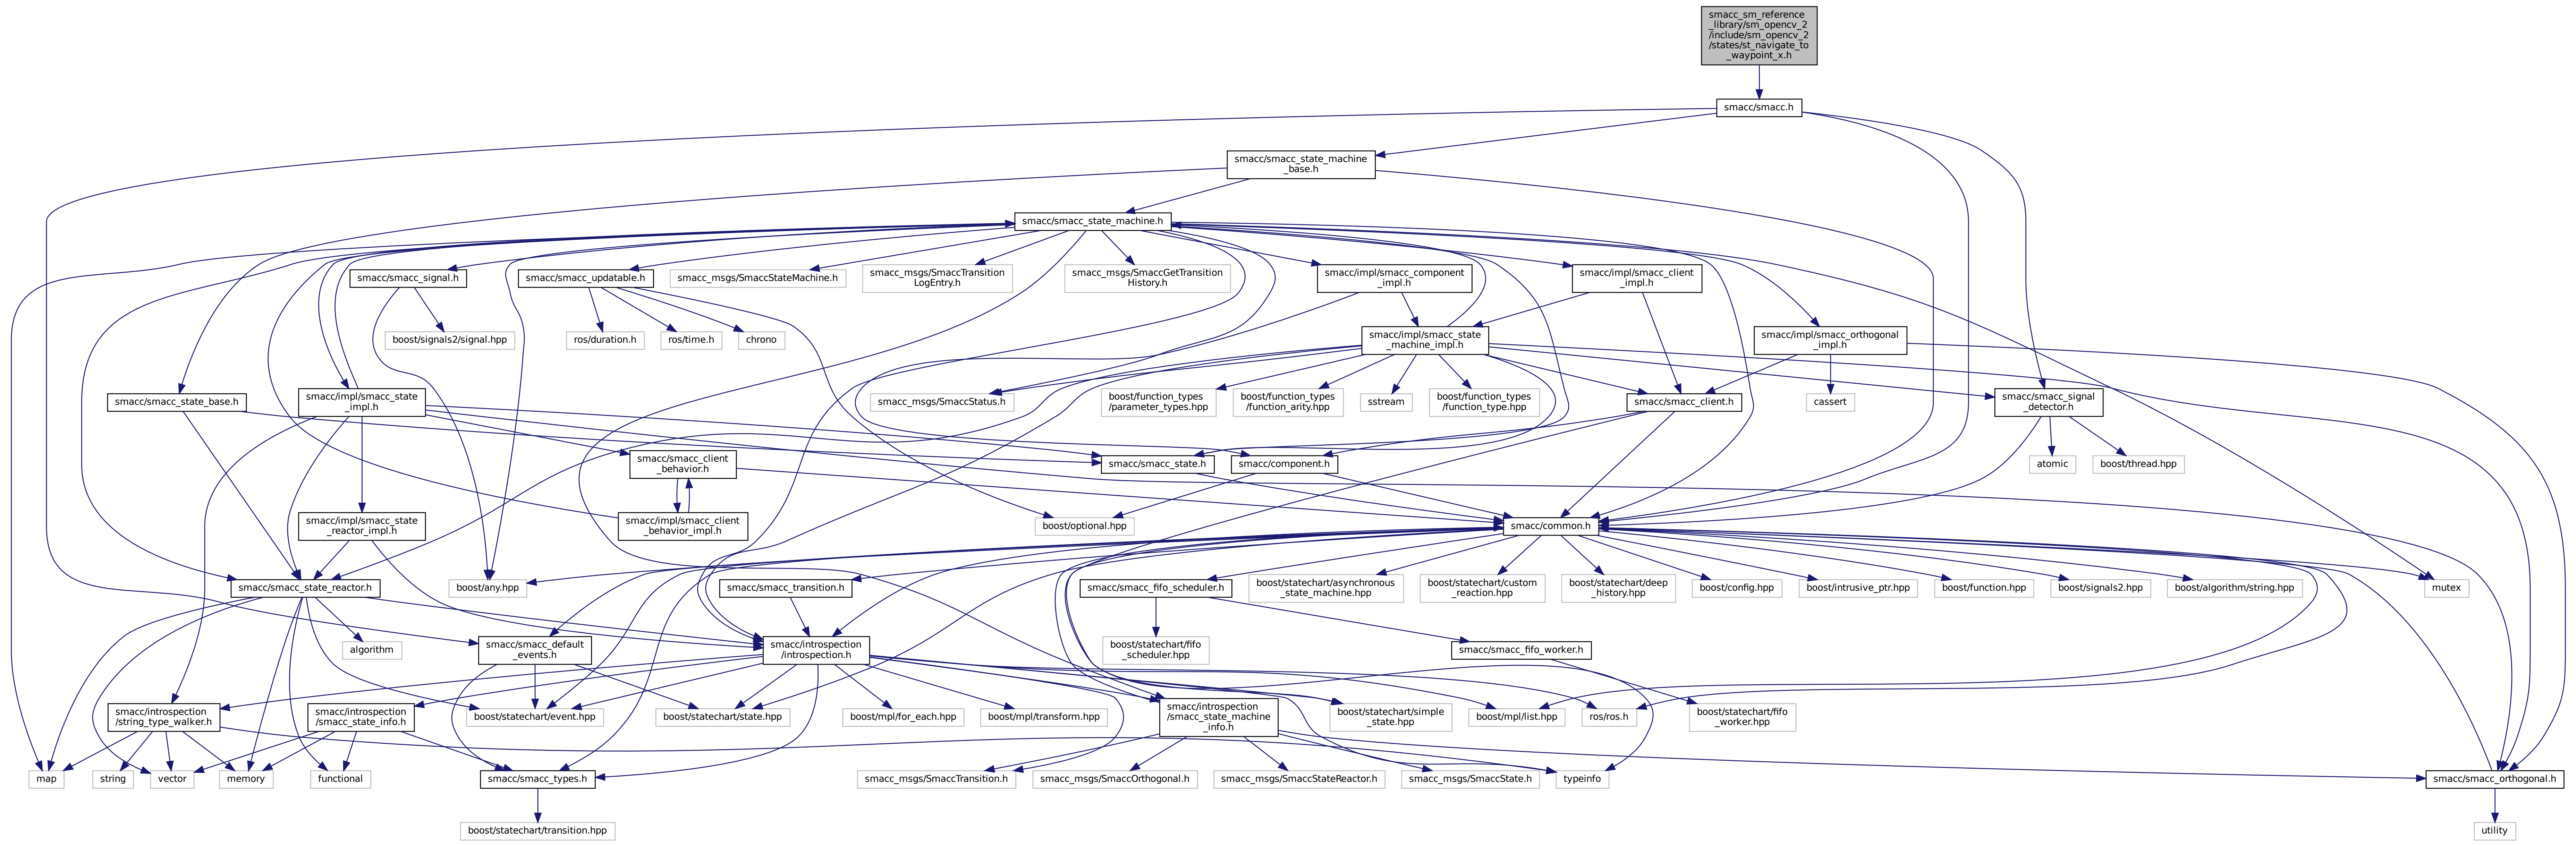 smacc_sm_reference
_library/sm_opencv_2
/include/sm_opencv_2
/states/st_navigate_to
_waypoint_x.h
smacc/smacc.h
smacc/smacc_state_machine
_base.h
smacc/smacc_state_machine.h
smacc/smacc_signal.h
smacc/smacc_updatable.h
smacc_msgs/SmaccStateMachine.h
smacc_msgs/SmaccTransition
LogEntry.h
smacc_msgs/SmaccGetTransition
History.h
smacc/impl/smacc_component
_impl.h
smacc/impl/smacc_client
_impl.h
boost/signals2/signal.hpp
ros/duration.h
ros/time.h
chrono
smacc/impl/smacc_state
_machine_impl.h
smacc/impl/smacc_orthogonal
_impl.h
smacc/smacc_state_base.h
smacc/impl/smacc_state
_impl.h
smacc_msgs/SmaccStatus.h
boost/function_types
/parameter_types.hpp
boost/function_types
/function_arity.hpp
sstream
boost/function_types
/function_type.hpp
smacc/smacc_client.h
cassert
smacc/smacc_signal
_detector.h
smacc/smacc_client
_behavior.h
smacc/smacc_state.h
smacc/component.h
atomic
boost/thread.hpp
smacc/impl/smacc_state
_reactor_impl.h
smacc/impl/smacc_client
_behavior_impl.h
boost/optional.hpp
smacc/common.h
smacc/smacc_state_reactor.h
boost/any.hpp
smacc/smacc_transition.h
smacc/smacc_fifo_scheduler.h
boost/statechart/asynchronous
_state_machine.hpp
boost/statechart/custom
_reaction.hpp
boost/statechart/deep
_history.hpp
boost/config.hpp
boost/intrusive_ptr.hpp
boost/function.hpp
boost/signals2.hpp
boost/algorithm/string.hpp
mutex
algorithm
smacc/smacc_default
_events.h
smacc/introspection
/introspection.h
boost/statechart/fifo
_scheduler.hpp
smacc/smacc_fifo_worker.h
smacc/introspection
/string_type_walker.h
smacc/introspection
/smacc_state_info.h
boost/statechart/event.hpp
boost/statechart/state.hpp
boost/mpl/for_each.hpp
boost/mpl/transform.hpp
smacc/introspection
/smacc_state_machine
_info.h
boost/statechart/simple
_state.hpp
boost/mpl/list.hpp
ros/ros.h
boost/statechart/fifo
_worker.hpp
map
string
vector
memory
functional
smacc/smacc_types.h
smacc_msgs/SmaccTransition.h
smacc_msgs/SmaccOrthogonal.h
smacc_msgs/SmaccStateReactor.h
smacc_msgs/SmaccState.h
typeinfo
smacc/smacc_orthogonal.h
boost/statechart/transition.hpp
utility